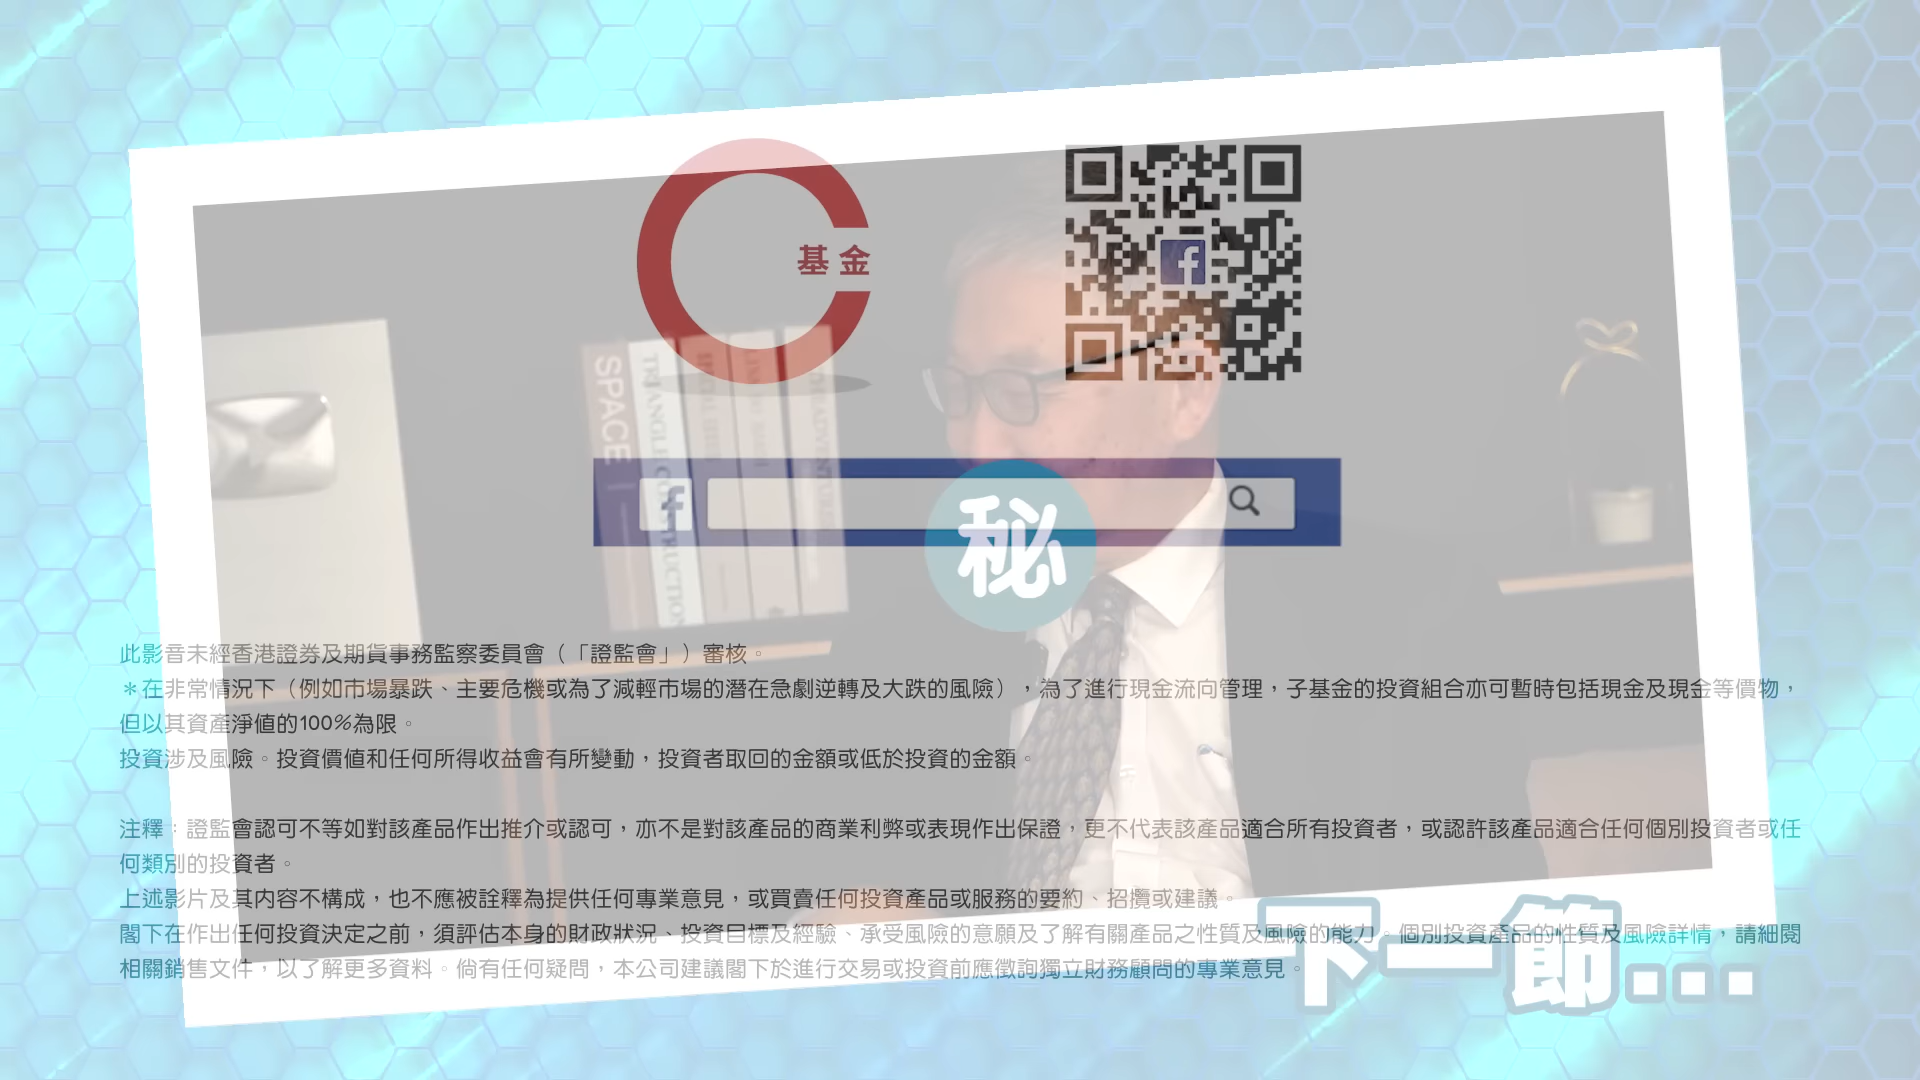 基金
f
SPACE
f
秘
此影音未經香港證券及期貨事務監察委員會（「證監會」）審核。
＊在非常情況下（例如市場暴跌、主要危機或為了減輕市場的潛在急劇逆轉及大跌的風險），為了進行現金流向管理，子基金的投資組合亦可暫時包括現金及現金等價物，
但以其資產淨值的100%為限。
投資涉及風險。投資價值和任何所得收益會有所變動，投資者取回的金額或低於投資的金額。
注釋：證監會認可不等如對該產品作出推介或認可，亦不是對該產品的商業利弊或表現作出保證，更不代表該產品適合所有投資者，或認許該產品適合任何個別投資者或任
何類別的投資者。
上述影片及其内容不構成，也不應被詮釋為提供任何專業意見，或買賣任何投資產品或服務的要約、招攬或建議。
閣下在作出任何投資決定之前，須評估本身的財政狀況、投資目標及經驗、承受風險的意願及了解有關產品之性質及風險的能力。個別投資產品的性質及風險詳情，請細閱
相關銷售文件，以了解更多資料。倘有任何疑問，本公司建議閣下於進行交易或投資前應徵詢獨立財務顧問的專業意見。
下一節...